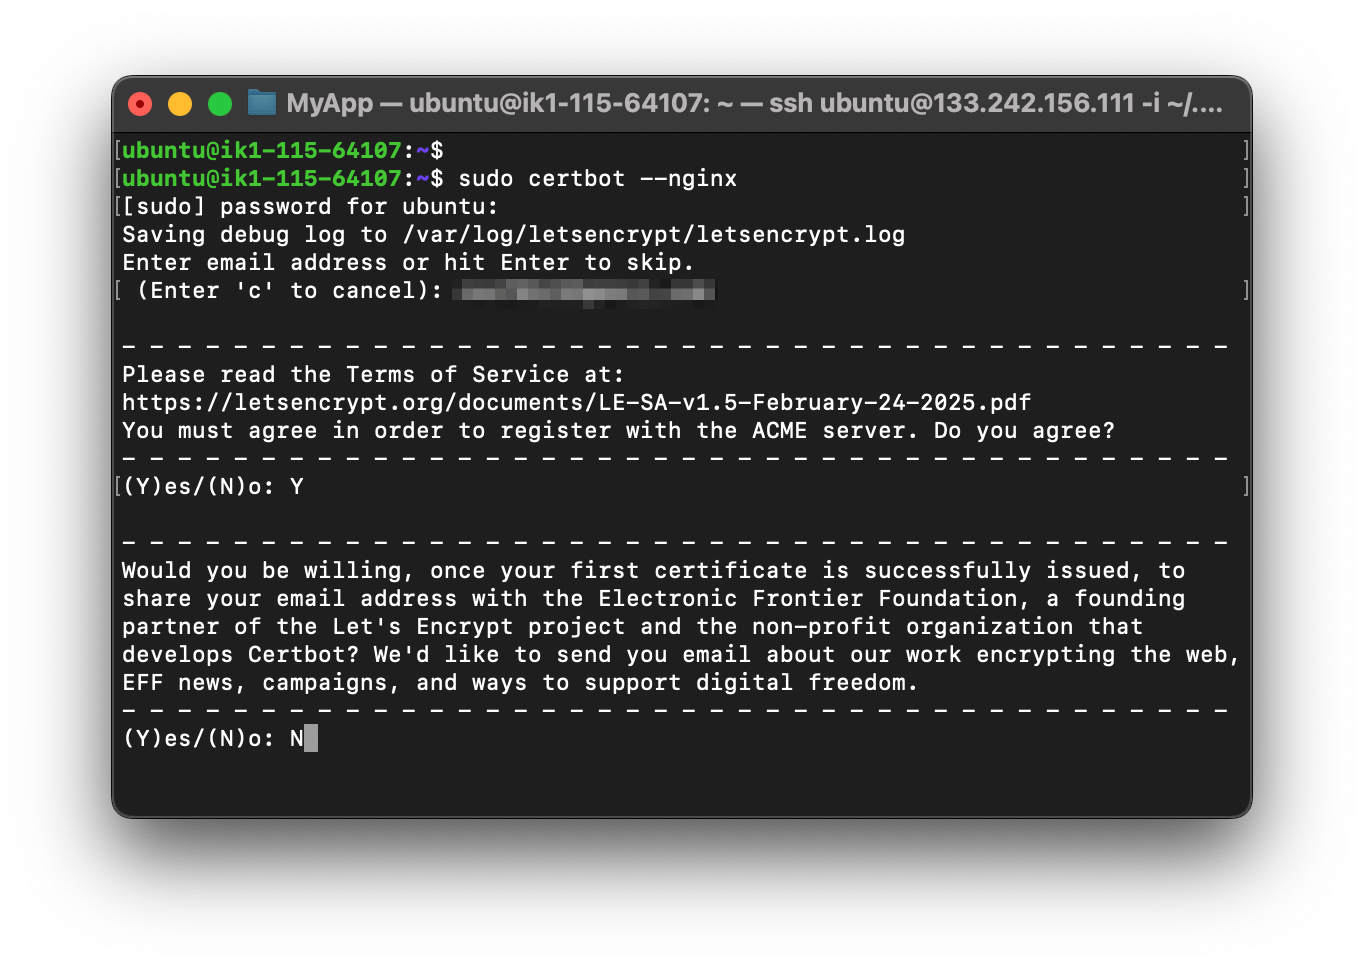 MyApp — ubuntu@ik1-115-64107: ~ — ssh ubuntu@133.242.156.111 -i ~/....
[ubuntu@ik1-115-64107:~$ ]
[ubuntu@ik1-115-64107:~$ sudo certbot --nginx ]
[[sudo] password for ubuntu: ]
Saving debug log to /var/log/letsencrypt/letsencrypt.log
Enter email address or hit Enter to skip.
[ (Enter 'c' to cancel): ]
- - - - - - - - - - - - - - - - - - - - - - - - - - - - - - - - - - - - - - - -
Please read the Terms of Service at:
https://letsencrypt.org/documents/LE-SA-v1.5-February-24-2025.pdf
You must agree in order to register with the ACME server. Do you agree?
- - - - - - - - - - - - - - - - - - - - - - - - - - - - - - - - - - - - - - - -
[(Y)es/(N)o: Y ]
- - - - - - - - - - - - - - - - - - - - - - - - - - - - - - - - - - - - - - - -
Would you be willing, once your first certificate is successfully issued, to
share your email address with the Electronic Frontier Foundation, a founding
partner of the Let's Encrypt project and the non-profit organization that
develops Certbot? We'd like to send you email about our work encrypting the web,
EFF news, campaigns, and ways to support digital freedom.
- - - - - - - - - - - - - - - - - - - - - - - - - - - - - - - - - - - - - - - -
(Y)es/(N)o: N